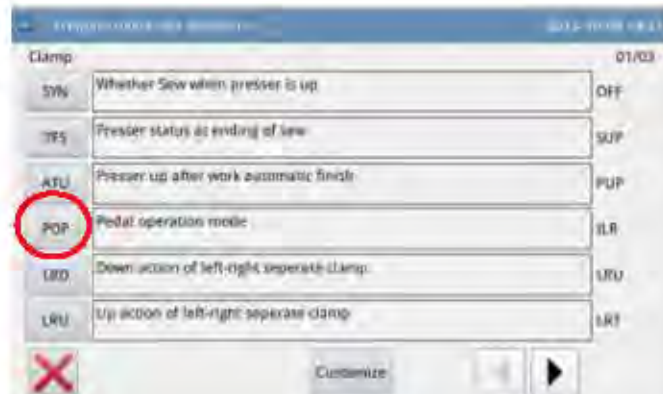 Clamp 01/03
SYN Whether Sew when presser is up OFF
TFS Presser status at ending of sew SUP
ATU Presser up after work automatic finish PUP
POP Pedal operation mode ILR
LRD Down action of left-right seperate clamp LRU
LRU Up action of left-right seperate clamp LRT
Customize